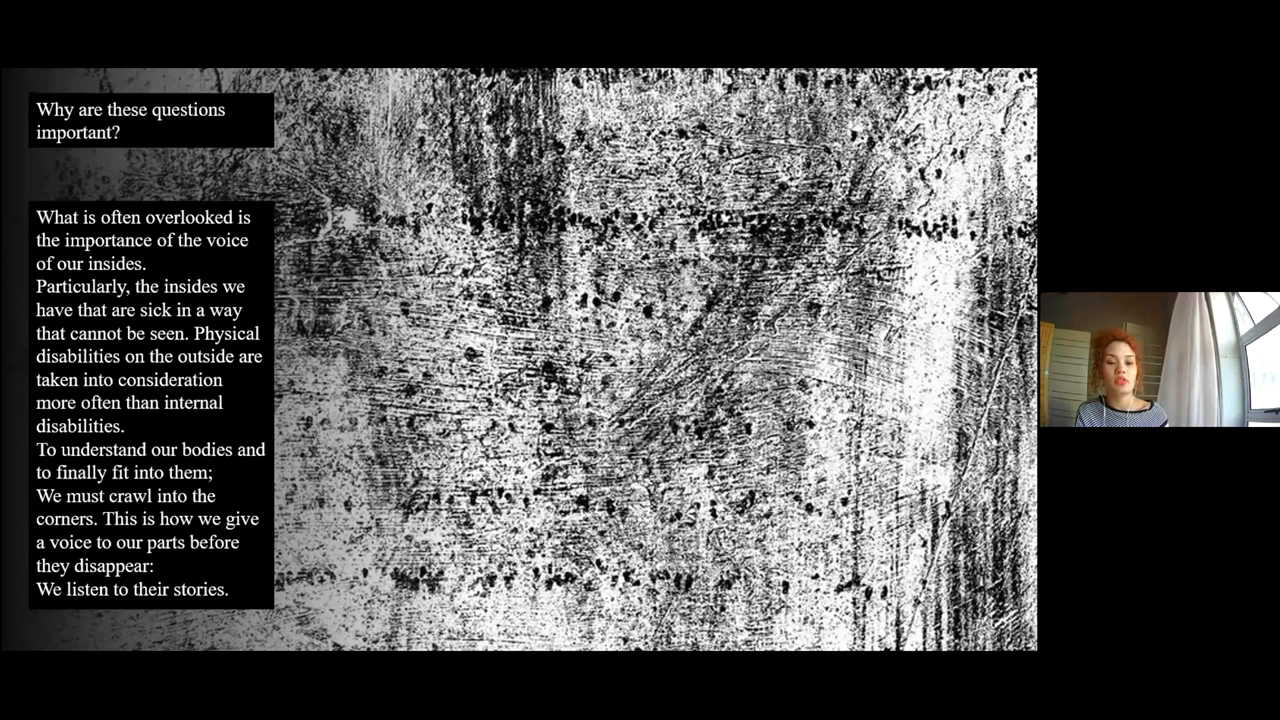 Why are these questions
important?
What is often overlooked is
the importance of the voice
of our insides.
Particularly, the insides we
have that are sick in a way
that cannot be seen. Physical
disabilities on the outside are
taken into consideration
more often than internal
disabilities.
To understand our bodies and
to finally fit into them;
We must crawl into the
corners. This is how we give
a voice to our parts before
they disappear:
We listen to their stories.